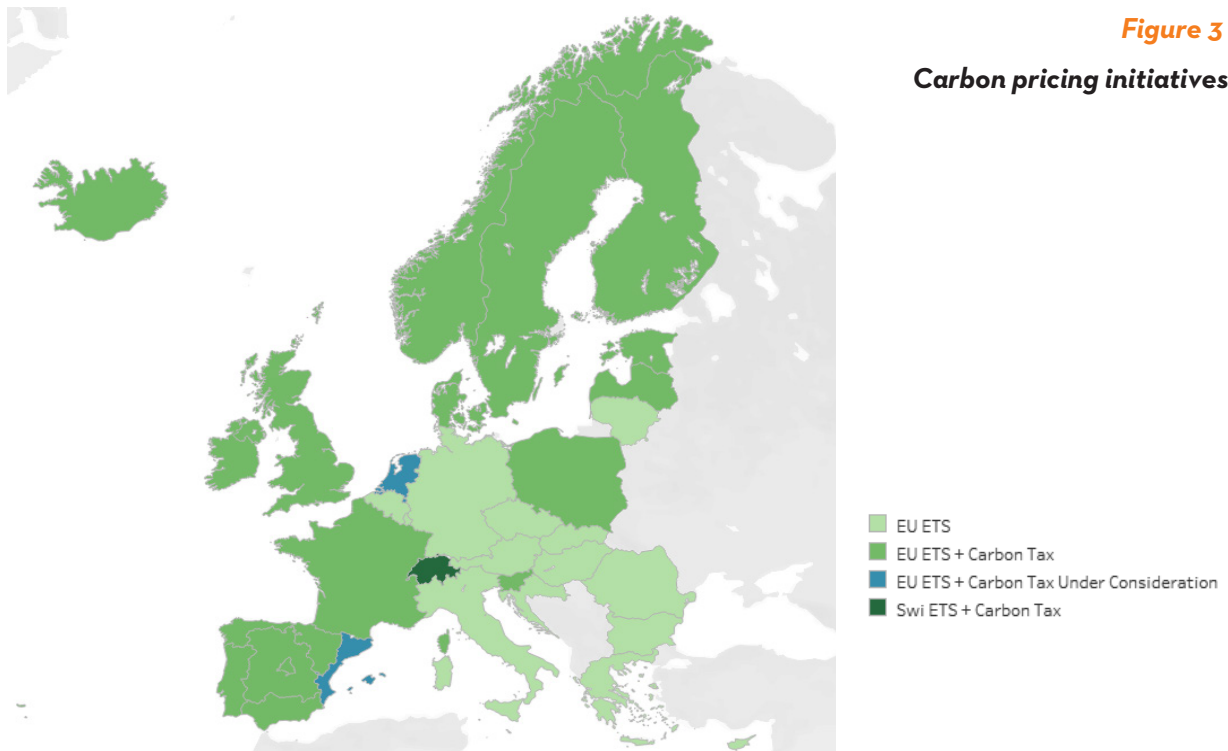 Figure 3
Carbon pricing initiatives
EU ETS
EU ETS + Carbon Tax
EU ETS + Carbon Tax Under Consideration
Swi ETS + Carbon Tax